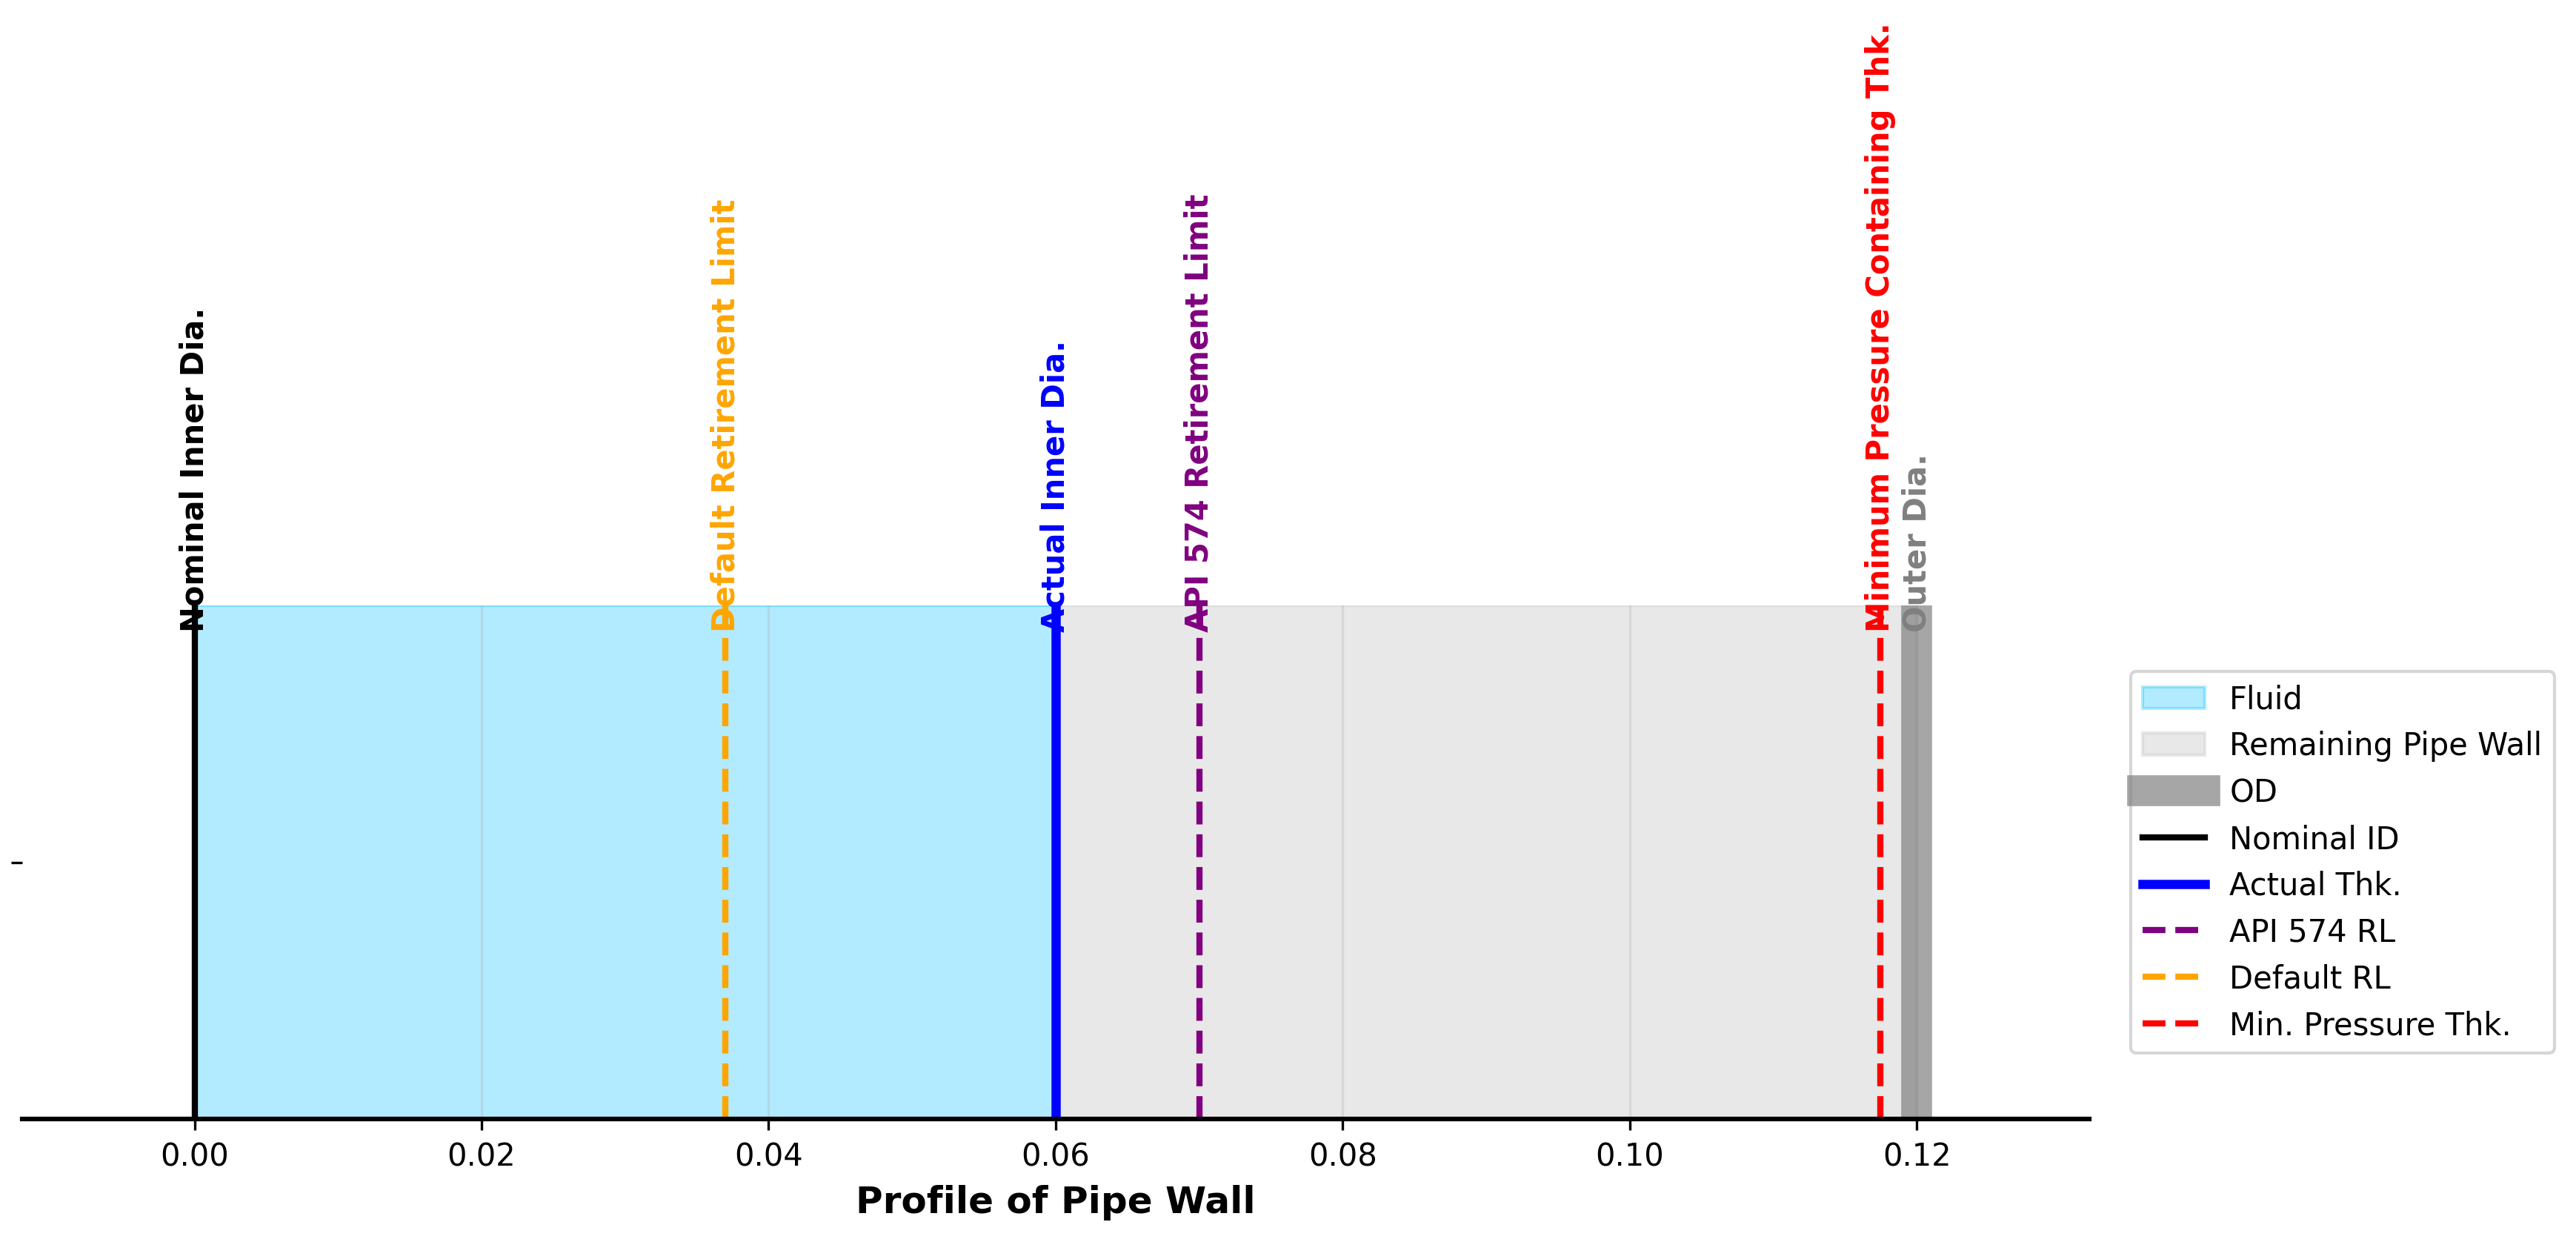 Nominal Inner Dia.
Default Retirement Limit
Actual Inner Dia.
API 574 Retirement Limit
Minimum Pressure Containing Thk.
Outer Dia.
Fluid
Remaining Pipe Wall
OD
Nominal ID
Actual Thk.
API 574 RL
Default RL
Min. Pressure Thk.
0.00
0.02
0.04
0.06
0.08
0.10
0.12
Profile of Pipe Wall